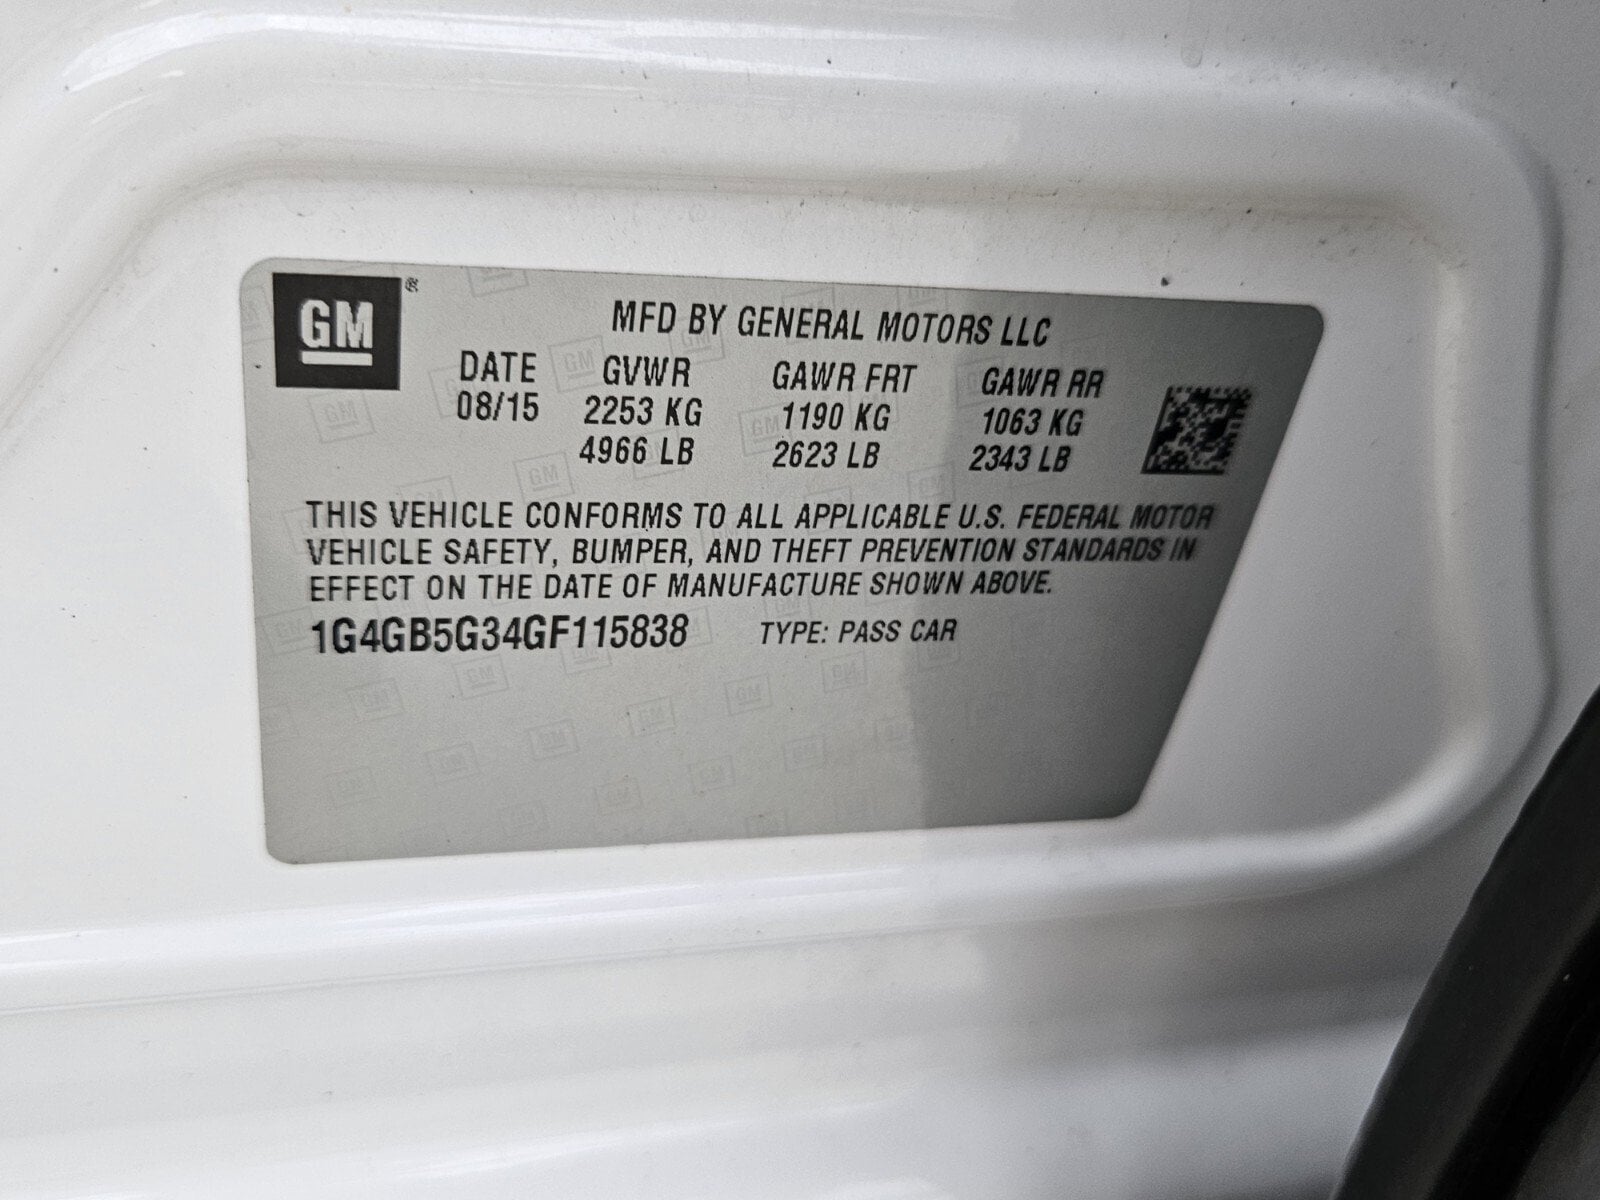 GM ®
MFD BY GENERAL MOTORS LLC
DATE GVWR GAWR FRT GAWR RR
08/15 2253 KG 1190 KG 1063 KG
4966 LB 2623 LB 2343 LB
THIS VEHICLE CONFORMS TO ALL APPLICABLE U.S. FEDERAL MOTOR
VEHICLE SAFETY, BUMPER, AND THEFT PREVENTION STANDARDS IN
EFFECT ON THE DATE OF MANUFACTURE SHOWN ABOVE.
1G4GB5G34GF115838 TYPE: PASS CAR